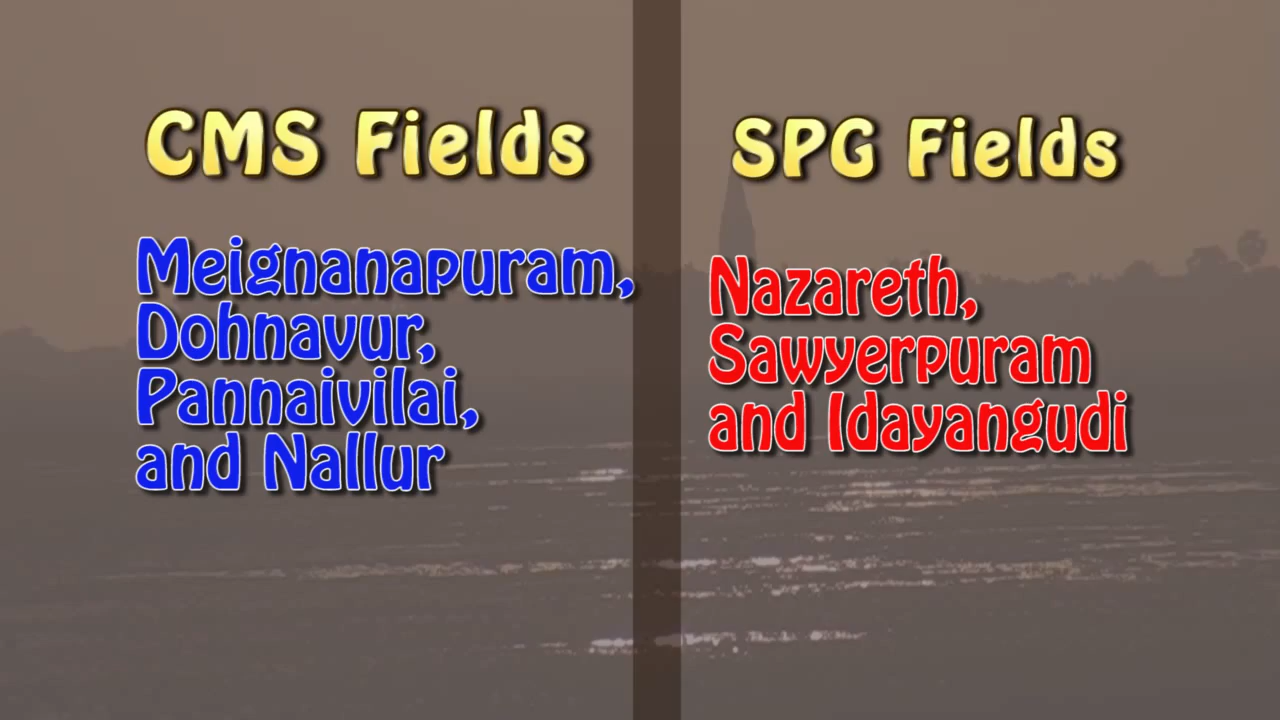 CMS Fields
Meignanapuram,
Dohnavur,
Pannaivilai,
and Nallur
SPG Fields
Nazareth,
Sawyerpuram
and Idayangudi